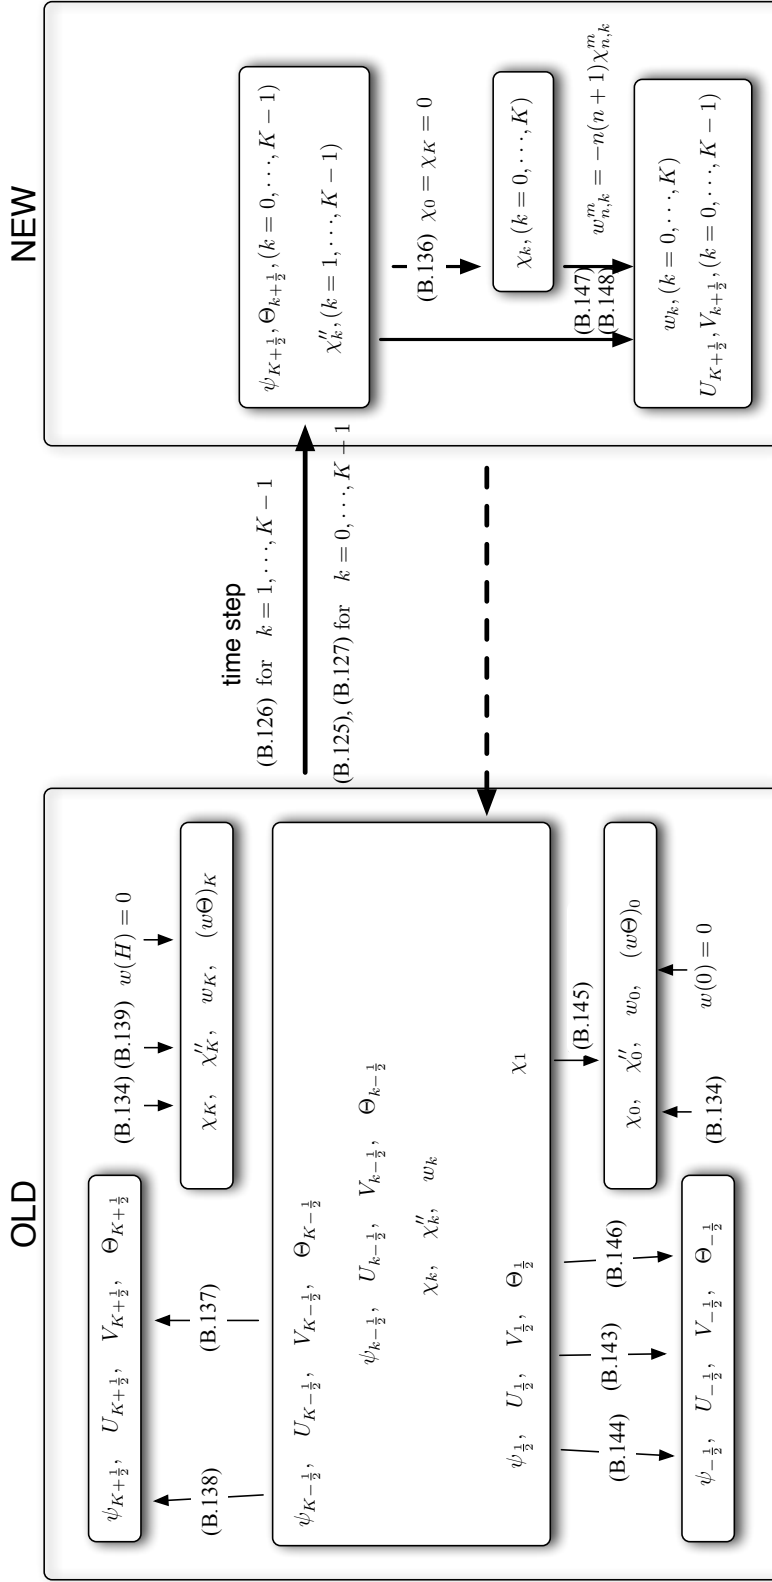 OLD
ψ_{K+1/2}, U_{K+1/2}, V_{K+1/2}, Θ_{K+1/2}
(B.138) (B.137)
(B.134) (B.139) w(H) = 0
χ_K, χ''_K, w_K, (wΘ)_K
ψ_{K−1/2}, U_{K−1/2}, V_{K−1/2}, Θ_{K−1/2}
ψ_{k−1/2}, U_{k−1/2}, V_{k−1/2}, Θ_{k−1/2}
χ_k, χ''_k, w_k
ψ_{1/2}, U_{1/2}, V_{1/2}, Θ_{1/2} χ_1
(B.144) (B.143) (B.146) (B.145)
χ_0, χ''_0, w_0, (wΘ)_0
(B.134) w(0) = 0
ψ_{−1/2}, U_{−1/2}, V_{−1/2}, Θ_{−1/2}
time step
(B.126) for k = 1, ···, K − 1
(B.125), (B.127) for k = 0, ···, K + 1
NEW
ψ_{K+1/2}, Θ_{k+1/2}, (k = 0, ···, K − 1)
χ''_k, (k = 1, ···, K − 1)
(B.136) χ_0 = χ_K = 0
χ_k, (k = 0, ···, K)
(B.147)
(B.148)
w^m_{n,k} = −n(n + 1)χ^m_{n,k}
w_k, (k = 0, ···, K)
U_{K+1/2}, V_{k+1/2}, (k = 0, ···, K − 1)